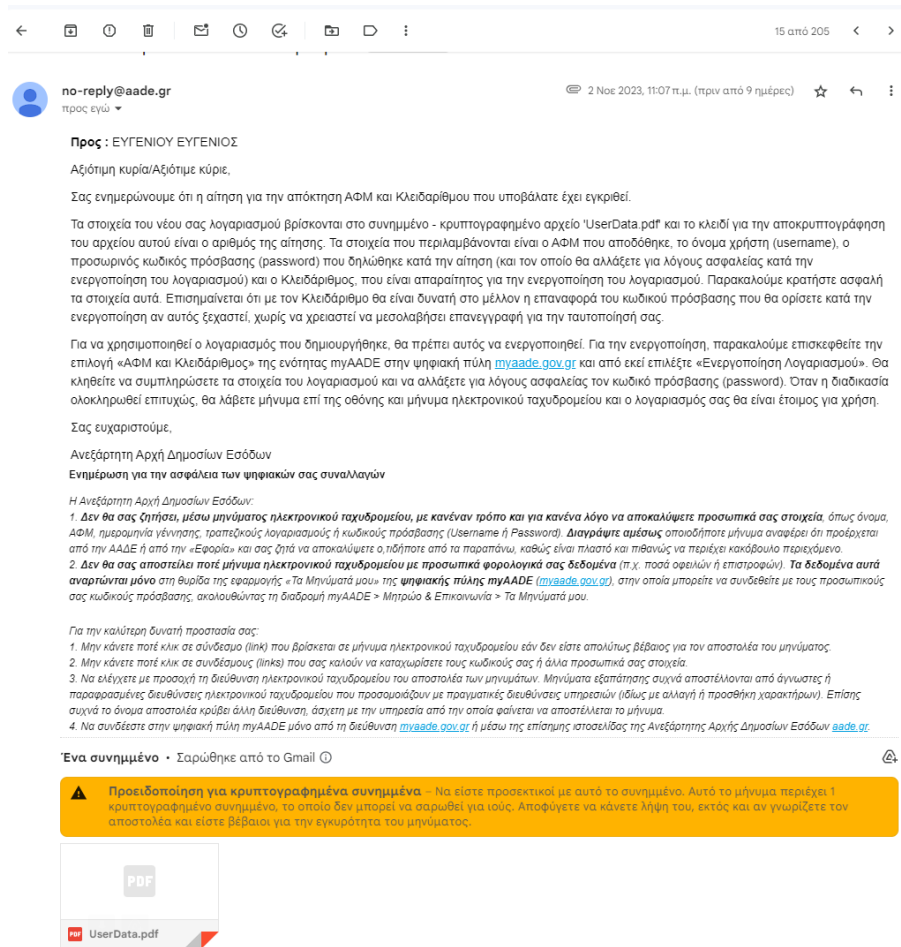 15 από 205
no-reply@aade.gr
2 Νοε 2023, 11:07 π.μ. (πριν από 9 ημέρες)
προς εγώ
Προς : ΕΥΓΕΝΙΟΥ ΕΥΓΕΝΙΟΣ
Αξιότιμη κυρία/Αξιότιμε κύριε,
Σας ενημερώνουμε ότι η αίτηση για την απόκτηση ΑΦΜ και Κλειδαρίθμου που υποβάλατε έχει εγκριθεί.
Τα στοιχεία του νέου σας λογαριασμού βρίσκονται στο συνημμένο - κρυπτογραφημένο αρχείο 'UserData.pdf' και το κλειδί για την αποκρυπτογράφηση
του αρχείου αυτού είναι ο αριθμός της αίτησης. Τα στοιχεία που περιλαμβάνονται είναι ο ΑΦΜ που αποδόθηκε, το όνομα χρήστη (username), ο
προσωρινός κωδικός πρόσβασης (password) που δηλώθηκε κατά την αίτηση (και τον οποίο θα αλλάξετε για λόγους ασφαλείας κατά την
ενεργοποίηση του λογαριασμού) και ο Κλειδάριθμος, που είναι απαραίτητος για την ενεργοποίηση του λογαριασμού. Παρακαλούμε κρατήστε ασφαλή
τα στοιχεία αυτά. Επισημαίνεται ότι με τον Κλειδάριθμο θα είναι δυνατή στο μέλλον η επαναφορά του κωδικού πρόσβασης που θα ορίσετε κατά την
ενεργοποίηση αν αυτός ξεχαστεί, χωρίς να χρειαστεί να μεσολαβήσει επανεγγραφή για την ταυτοποίησή σας.
Για να χρησιμοποιηθεί ο λογαριασμός που δημιουργήθηκε, θα πρέπει αυτός να ενεργοποιηθεί. Για την ενεργοποίηση, παρακαλούμε επισκεφθείτε την
επιλογή «ΑΦΜ και Κλειδάριθμος» της ενότητας myAADE στην ψηφιακή πύλη myaade.gov.gr και από εκεί επιλέξτε «Ενεργοποίηση Λογαριασμού». Θα
κληθείτε να συμπληρώσετε τα στοιχεία του λογαριασμού και να αλλάξετε για λόγους ασφαλείας τον κωδικό πρόσβασης (password). Όταν η διαδικασία
ολοκληρωθεί επιτυχώς, θα λάβετε μήνυμα επί της οθόνης και μήνυμα ηλεκτρονικού ταχυδρομείου και ο λογαριασμός σας θα είναι έτοιμος για χρήση.
Σας ευχαριστούμε,
Ανεξάρτητη Αρχή Δημοσίων Εσόδων
Ενημέρωση για την ασφάλεια των ψηφιακών σας συναλλαγών
Η Ανεξάρτητη Αρχή Δημοσίων Εσόδων:
1. Δεν θα σας ζητήσει, μέσω μηνύματος ηλεκτρονικού ταχυδρομείου, με κανέναν τρόπο και για κανένα λόγο να αποκαλύψετε προσωπικά σας στοιχεία, όπως όνομα,
ΑΦΜ, ημερομηνία γέννησης, τραπεζικούς λογαριασμούς ή κωδικούς πρόσβασης (Username ή Password). Διαγράψτε αμέσως οποιοδήποτε μήνυμα αναφέρει ότι προέρχεται
από την ΑΑΔΕ ή από την «Εφορία» και σας ζητά να αποκαλύψετε ο,τιδήποτε από τα παραπάνω, καθώς είναι πλαστό και πιθανώς να περιέχει κακόβουλο περιεχόμενο.
2. Δεν θα σας αποστείλει ποτέ μήνυμα ηλεκτρονικού ταχυδρομείου με προσωπικά φορολογικά σας δεδομένα (π.χ. ποσά οφειλών ή επιστροφών). Τα δεδομένα αυτά
αναρτώνται μόνο στη θυρίδα της εφαρμογής «Τα Μηνύματά μου» της ψηφιακής πύλης myAADE (myaade.gov.gr), στην οποία μπορείτε να συνδεθείτε με τους προσωπικούς
σας κωδικούς πρόσβασης, ακολουθώντας τη διαδρομή myAADE > Μητρώο & Επικοινωνία > Τα Μηνύματά μου.
Για την καλύτερη δυνατή προστασία σας:
1. Μην κάνετε ποτέ κλικ σε σύνδεσμο (link) που βρίσκεται σε μήνυμα ηλεκτρονικού ταχυδρομείου εάν δεν είστε απολύτως βέβαιος για τον αποστολέα του μηνύματος.
2. Μην κάνετε ποτέ κλικ σε συνδέσμους (links) που σας καλούν να καταχωρίσετε τους κωδικούς σας ή άλλα προσωπικά σας στοιχεία.
3. Να ελέγχετε με προσοχή τη διεύθυνση ηλεκτρονικού ταχυδρομείου του αποστολέα των μηνυμάτων. Μηνύματα εξαπάτησης συχνά αποστέλλονται από άγνωστες ή
παραφρασμένες διευθύνσεις ηλεκτρονικού ταχυδρομείου που προσομοιάζουν με πραγματικές διευθύνσεις υπηρεσιών (ιδίως με αλλαγή ή προσθήκη χαρακτήρων). Επίσης
συχνά το όνομα αποστολέα κρύβει άλλη διεύθυνση, άσχετη με την υπηρεσία από την οποία φαίνεται να αποστέλλεται το μήνυμα.
4. Να συνδέεστε στην ψηφιακή πύλη myAADE μόνο από τη διεύθυνση myaade.gov.gr ή μέσω της επίσημης ιστοσελίδας της Ανεξάρτητης Αρχής Δημοσίων Εσόδων aade.gr.
Ένα συνημμένο • Σαρώθηκε από το Gmail
Προειδοποίηση για κρυπτογραφημένα συνημμένα – Να είστε προσεκτικοί με αυτό το συνημμένο. Αυτό το μήνυμα περιέχει 1
κρυπτογραφημένο συνημμένο, το οποίο δεν μπορεί να σαρωθεί για ιούς. Αποφύγετε να κάνετε λήψη του, εκτός και αν γνωρίζετε τον
αποστολέα και είστε βέβαιοι για την εγκυρότητα του μηνύματος.
PDF
PDF UserData.pdf